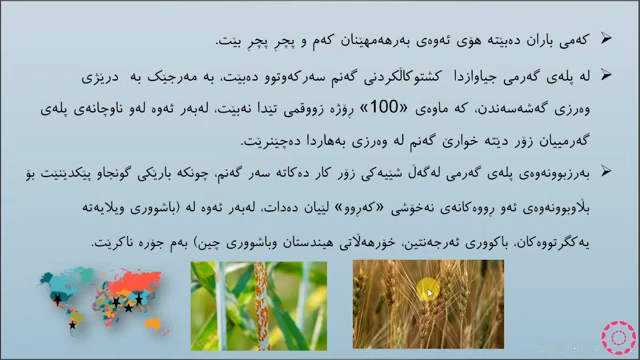 کەمی باران دەبێتە هۆی ئەوەی بەرهەمهێنان کەم و پچڕ پچڕ بێت.
لە پلەی گەرمی جیاوازدا کشتوکاڵکردنی گەنم سەرکەوتوو دەبێت، بە مەرجێک بە درێژی
وەرزی گەشەسەندن، کە ماوەی «100» ڕۆژە زووقمی تێدا نەبێت، لەبەر ئەوە لەو ناوچانەی پلەی
گەرمییان زۆر دێتە خوارێ گەنم لە وەرزی بەهاردا دەچێنرێت.
بەرزبوونەوەی پلەی گەرمی لەگەڵ شێیەکی زۆر کار دەکاتە سەر گەنم، چونکە بارێکی گونجاو پێکدێنێت بۆ
بڵاوبوونەوەی ئەو ڕووەکانەی نەخۆشی «کەڕوو» لێیان دەدات، لەبەر ئەوە لە (باشووری ویلایەتە
یەکگرتووەکان، باکووری ئەرجەنتین، خۆرهەڵاتی هیندستان وباشووری چین) بەم جۆرە ناکرێت.